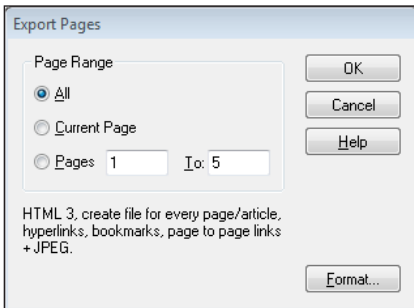 Export Pages
Page Range
All
Current Page
Pages 1 To: 5
OK
Cancel
Help
HTML 3, create file for every page/article,
hyperlinks, bookmarks, page to page links
+ JPEG.
Format...